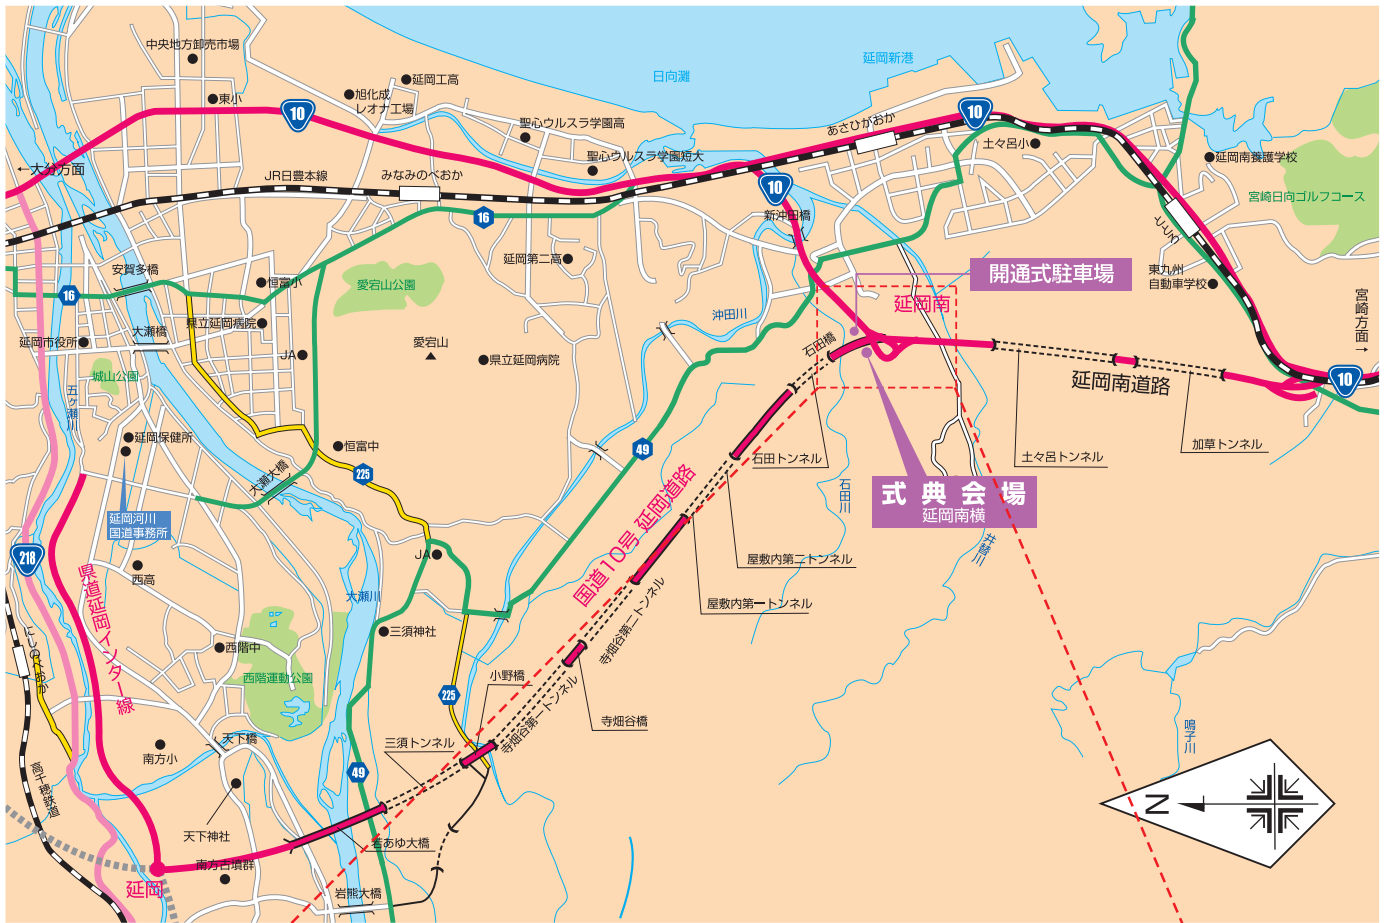 中央地方卸売市場
延岡工高
旭化成
レオナ工場
東小
10
日向灘
延岡新港
あさひがおか
10
土々呂小
聖心ウルスラ学園高
聖心ウルスラ学園短大
延岡南養護学校
宮崎日向ゴルフコース
←大分方面
JR日豊本線
みなみのべおか
10
16
新沖田橋
ととろ
延岡第二高
安賀多橋
恒富小
愛宕山公園
東九州
自動車学校
開通式駐車場
延岡南
宮崎方面→
16
大瀬橋
県立延岡病院
沖田川
延岡市役所
JA
愛宕山
県立延岡病院
石田橋
城山公園
延岡南道路
10
五ヶ瀬川
延岡保健所
恒富中
225
49
石田トンネル
土々呂トンネル
加草トンネル
大瀬大橋
石田川
式典会場
延岡南横
延岡河川
国道事務所
国道10号 延岡道路
井替川
218
西高
JA
屋敷内第二トンネル
県道延岡インター線
大瀬川
屋敷内第一トンネル
三須神社
寺畑谷第二トンネル
にしのべおか
西階中
西階運動公園
225
小野橋
寺畑谷第一トンネル
寺畑谷橋
鳴子川
天下橋
三須トンネル
南方小
49
高千穂鉄道
N
天下神社
若あゆ大橋
南方古墳群
延岡
岩熊大橋